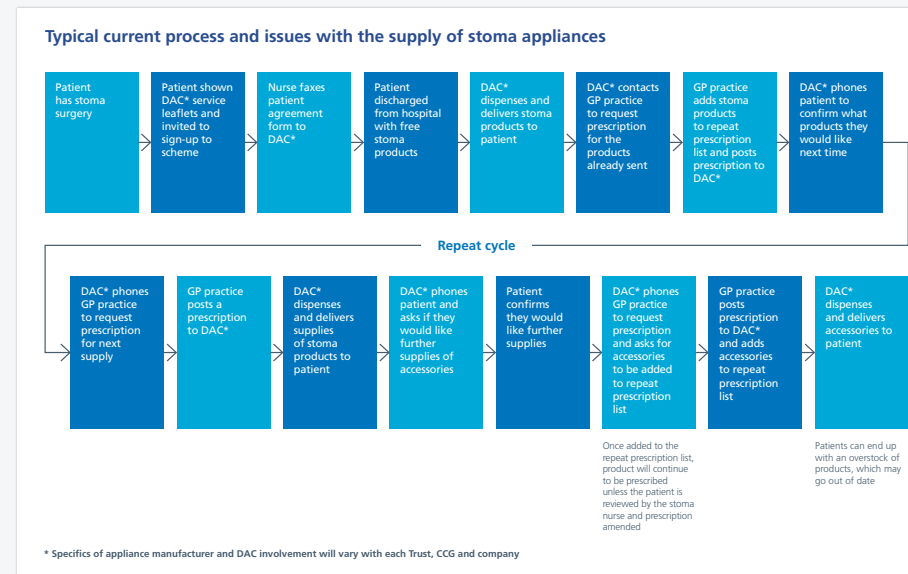 Typical current process and issues with the supply of stoma appliances
Patient
has stoma
surgery
Patient shown
DAC* service
leaflets and
invited to
sign-up to
scheme
Nurse faxes
patient
agreement
form to
DAC*
Patient
discharged
from hospital
with free
stoma
products
DAC*
dispenses and
delivers stoma
products to
patient
DAC* contacts
GP practice
to request
prescription
for the
products
already sent
GP practice
adds stoma
products
to repeat
prescription
list and posts
prescription to
DAC*
DAC* phones
patient to
confirm what
products they
would like
next time
Repeat cycle
DAC* phones
GP practice
to request
prescription
for next
supply
GP practice
posts a
prescription
to DAC*
DAC*
dispenses
and delivers
supplies
of stoma
products to
patient
DAC* phones
patient and
asks if they
would like
further
supplies of
accessories
Patient
confirms
they would
like further
supplies
DAC* phones
GP practice
to request
prescription
and asks for
accessories
to be added
to repeat
prescription
list
GP practice
posts
prescription
to DAC*
and adds
accessories
to repeat
prescription
list
DAC*
dispenses
and delivers
accessories to
patient
Once added to the
repeat prescription list,
product will continue
to be prescribed
unless the patient is
reviewed by the stoma
nurse and prescription
amended
Patients can end up
with an overstock of
products, which may
go out of date
* Specifics of appliance manufacturer and DAC involvement will vary with each Trust, CCG and company